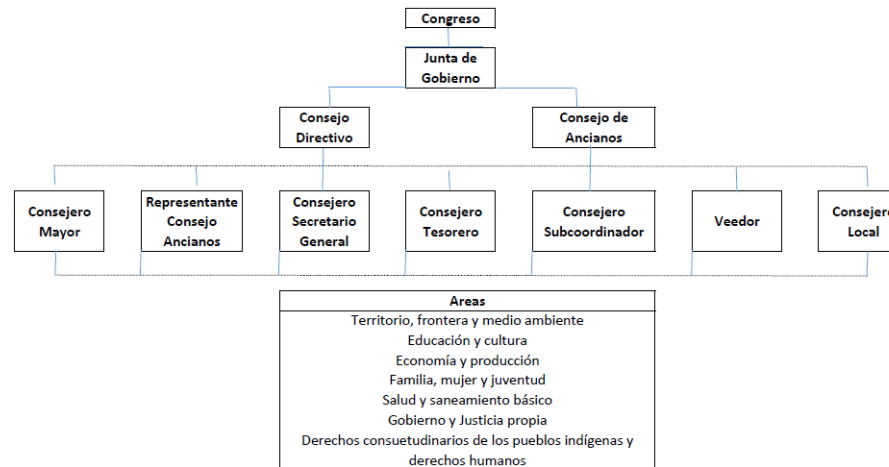 Congreso
Junta de
Gobierno
Consejo
Directivo
Consejo de
Ancianos
Consejero
Mayor
Representante
Consejo
Ancianos
Consejero
Secretario
General
Consejero
Tesorero
Consejero
Subcoordinador
Veedor
Consejero
Local
Areas
Territorio, frontera y medio ambiente
Educación y cultura
Economía y producción
Familia, mujer y juventud
Salud y saneamiento básico
Gobierno y Justicia propia
Derechos consuetudinarios de los pueblos indígenas y
derechos humanos